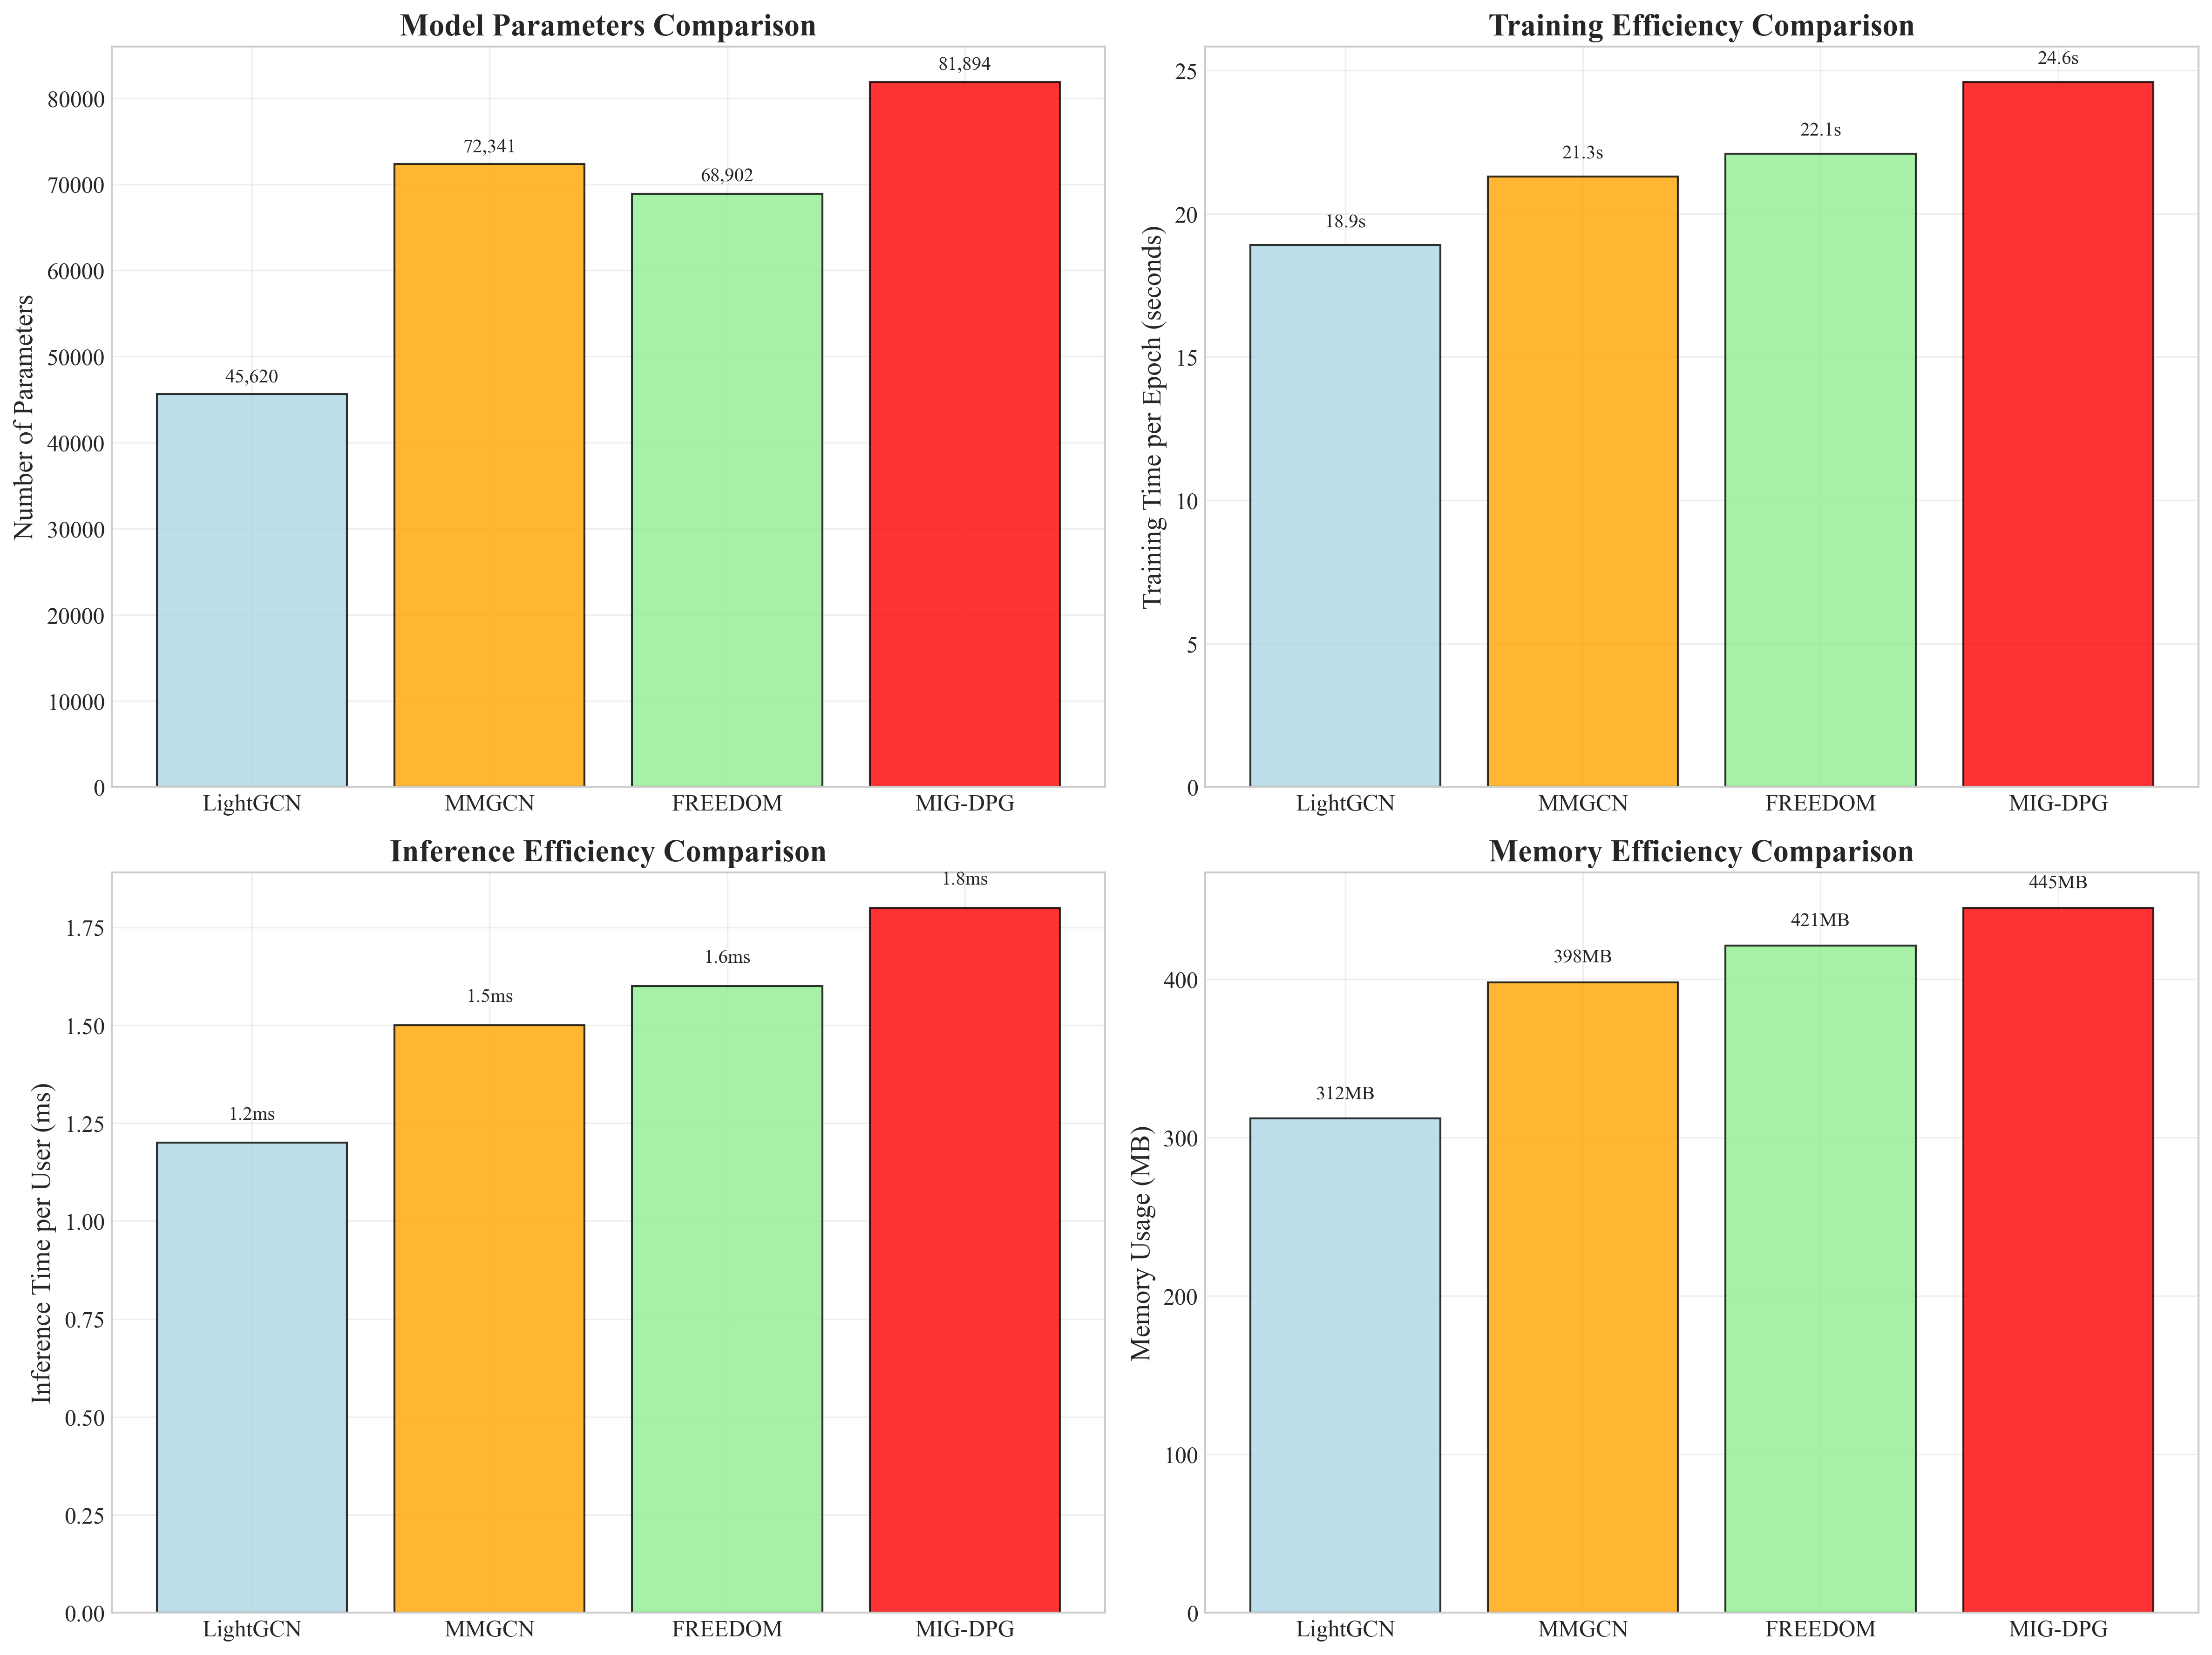 Model Parameters Comparison
Number of Parameters
80000
70000
60000
50000
40000
30000
20000
10000
0
45,620
72,341
68,902
81,894
LightGCN
MMGCN
FREEDOM
MIG-DPG
Training Efficiency Comparison
Training Time per Epoch (seconds)
25
20
15
10
5
0
18.9s
21.3s
22.1s
24.6s
LightGCN
MMGCN
FREEDOM
MIG-DPG
Inference Efficiency Comparison
Inference Time per User (ms)
1.75
1.50
1.25
1.00
0.75
0.50
0.25
0.00
1.2ms
1.5ms
1.6ms
1.8ms
LightGCN
MMGCN
FREEDOM
MIG-DPG
Memory Efficiency Comparison
Memory Usage (MB)
400
300
200
100
0
312MB
398MB
421MB
445MB
LightGCN
MMGCN
FREEDOM
MIG-DPG